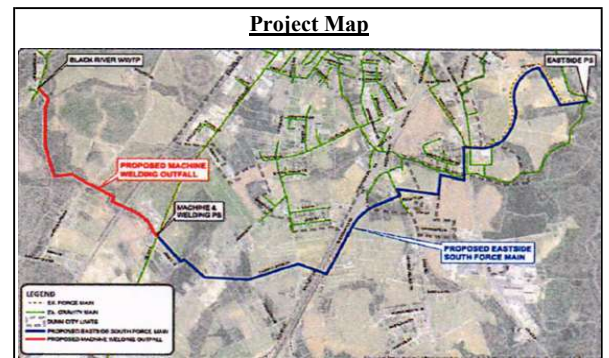 Project Map
BLACK RIVER WWTP
EASTSIDE PS
PROPOSED MACHINE
WELDING OUTFALL
MACHINE &
WELDING PS
PROPOSED EASTSIDE
SOUTH FORCE MAIN
LEGEND
EX. FORCE MAIN
EX. GRAVITY MAIN
DUNN CITY LIMITS
PROPOSED EASTSIDE SOUTH FORCE MAIN
PROPOSED MACHINE WELDING OUTFALL